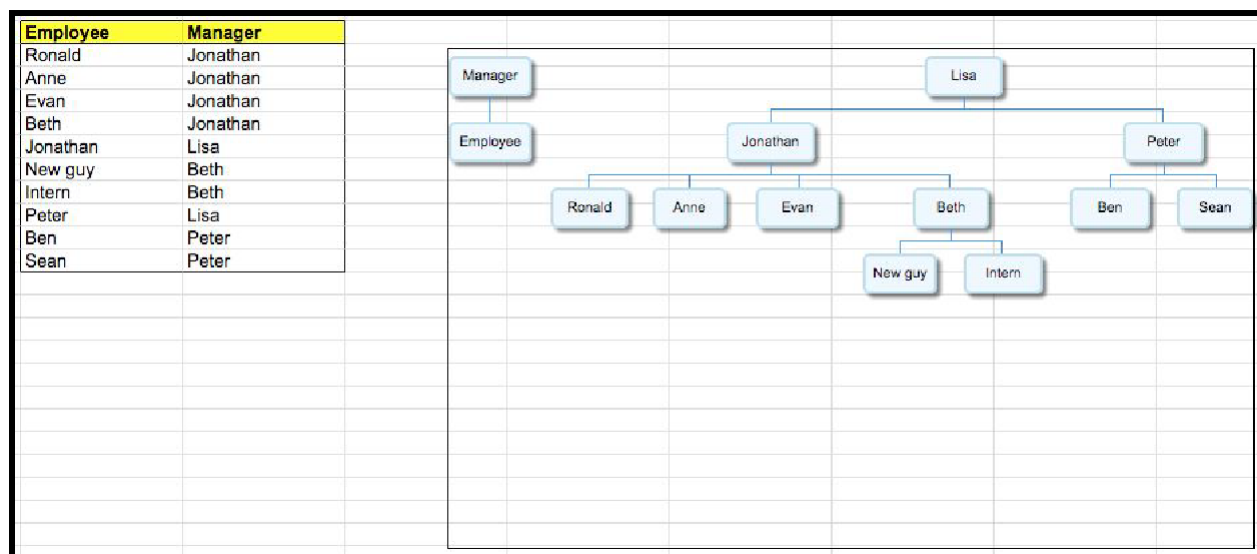 Employee Manager
Ronald Jonathan
Anne Jonathan
Evan Jonathan
Beth Jonathan
Jonathan Lisa
New guy Beth
Intern Beth
Peter Lisa
Ben Peter
Sean Peter
Manager Lisa
Employee Jonathan Peter
Ronald Anne Evan Beth Ben Sean
New guy Intern